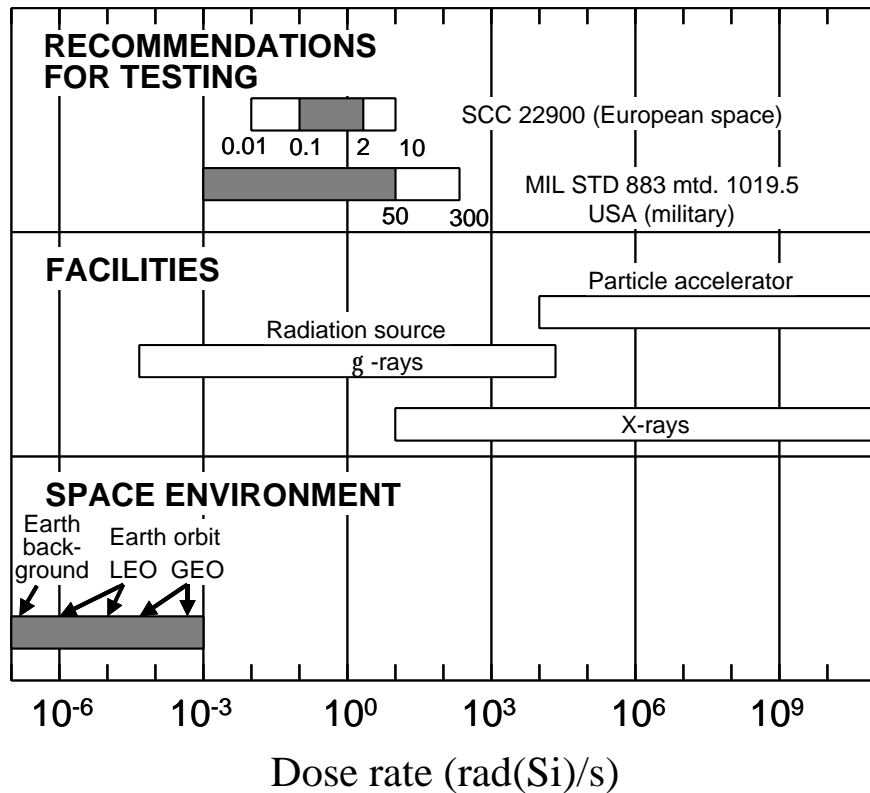 RECOMMENDATIONS
FOR TESTING
SCC 22900 (European space)
0.01 0.1 2 10
MIL STD 883 mtd. 1019.5
USA (military)
50 300
FACILITIES
Particle accelerator
Radiation source
g -rays
X-rays
SPACE ENVIRONMENT
Earth
back-
ground
Earth orbit
LEO GEO
10⁻⁶ 10⁻³ 10⁰ 10³ 10⁶ 10⁹
Dose rate (rad(Si)/s)